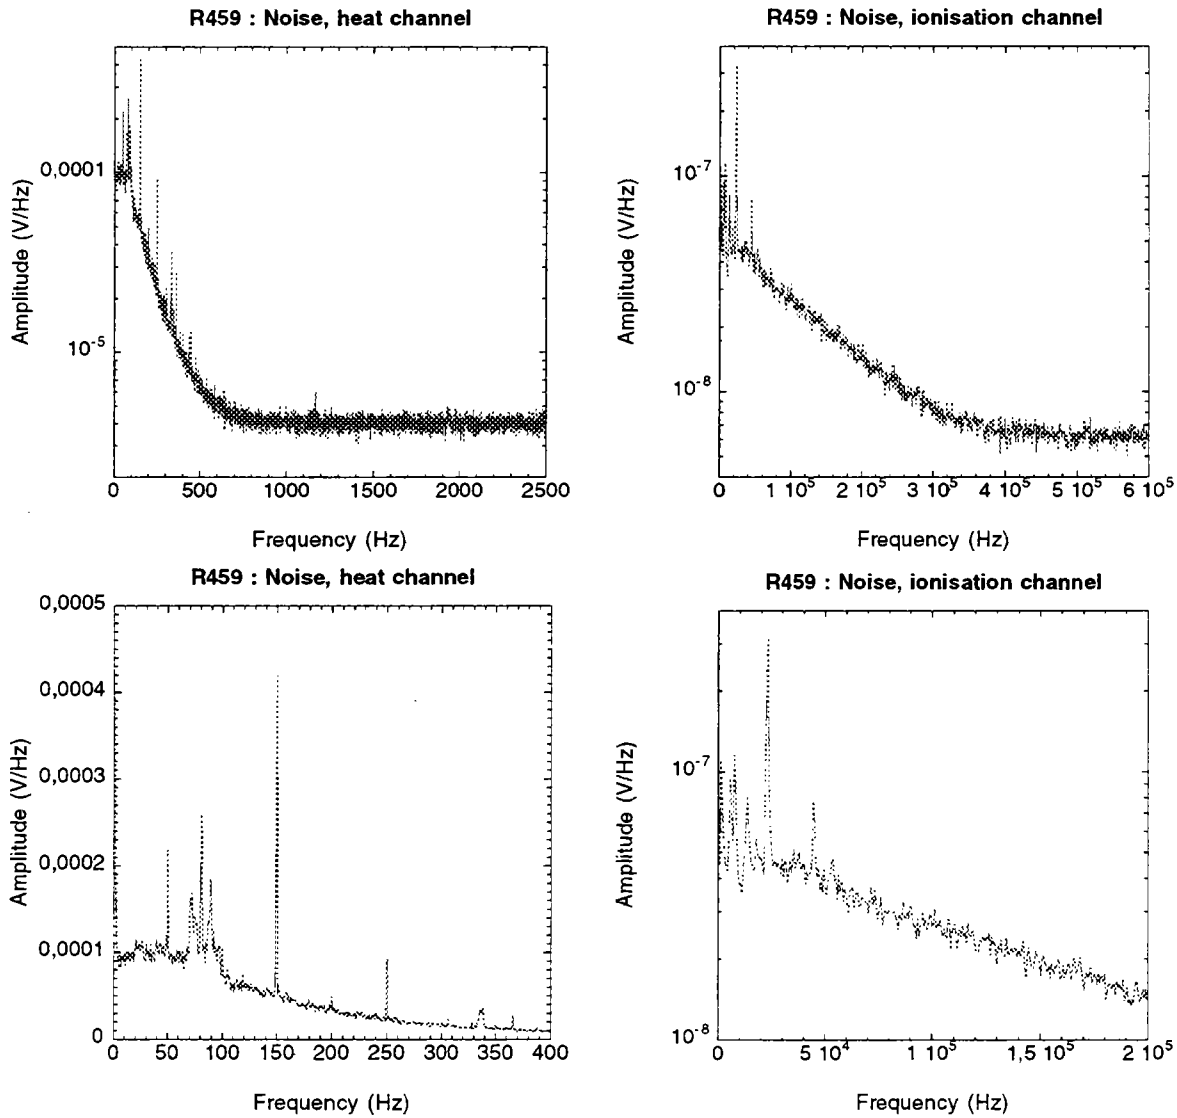 R459 : Noise, heat channel
Amplitude (V/Hz)
0,0001
10-5
0 500 1000 1500 2000 2500
Frequency (Hz)
R459 : Noise, ionisation channel
Amplitude (V/Hz)
10-7
10-8
0 1 10⁵ 2 10⁵ 3 10⁵ 4 10⁵ 5 10⁵ 6 10⁵
Frequency (Hz)
R459 : Noise, heat channel
Amplitude (V/Hz)
0,0005
0,0004
0,0003
0,0002
0,0001
0
0 50 100 150 200 250 300 350 400
Frequency (Hz)
R459 : Noise, ionisation channel
Amplitude (V/Hz)
10-7
10-8
0 5 10⁴ 1 10⁵ 1,5 10⁵ 2 10⁵
Frequency (Hz)